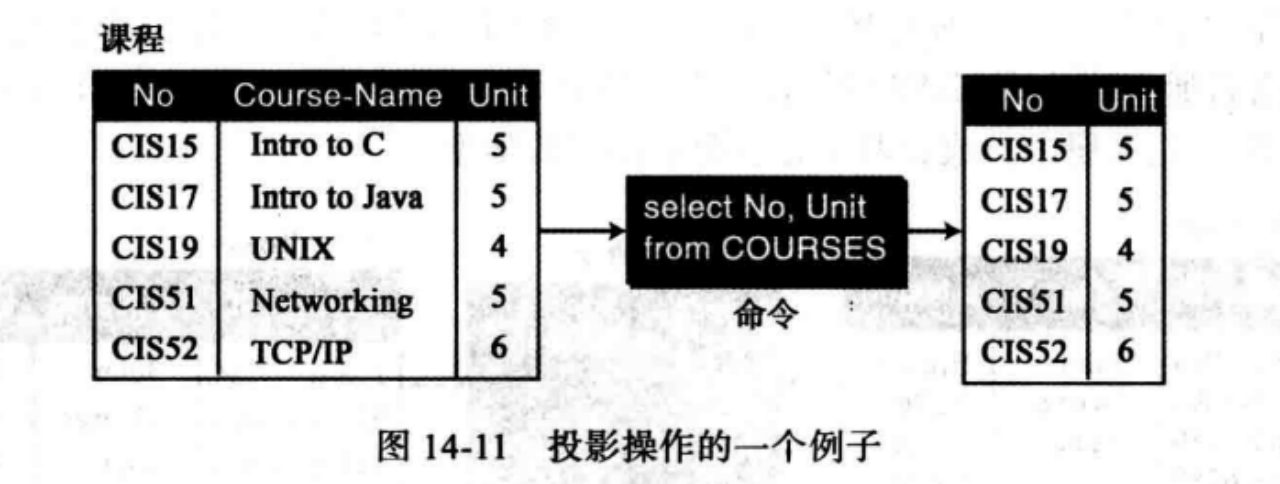 课程
No Course-Name Unit
CIS15 Intro to C 5
CIS17 Intro to Java 5
CIS19 UNIX 4
CIS51 Networking 5
CIS52 TCP/IP 6
select No, Unit
from COURSES
命令
No Unit
CIS15 5
CIS17 5
CIS19 4
CIS51 5
CIS52 6
图 14-11 投影操作的一个例子